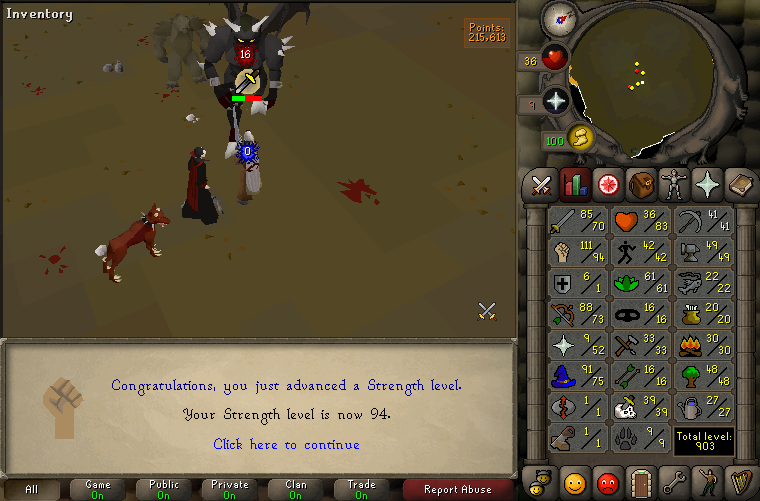 Inventory
Points:
215,613
16
0
36
9
100
85/70 36/83 41/41
111/94 42/42 49/49
6/1 61/61 22/22
88/73 16/16 20/20
9/52 33/33 30/30
91/75 16/16 48/48
1/1 39/39 27/27
1/1 9/9 Total level:
903
Congratulations, you just advanced a Strength level.
Your Strength level is now 94.
Click here to continue
All Game Public Private Clan Trade Report Abuse
On On On On On